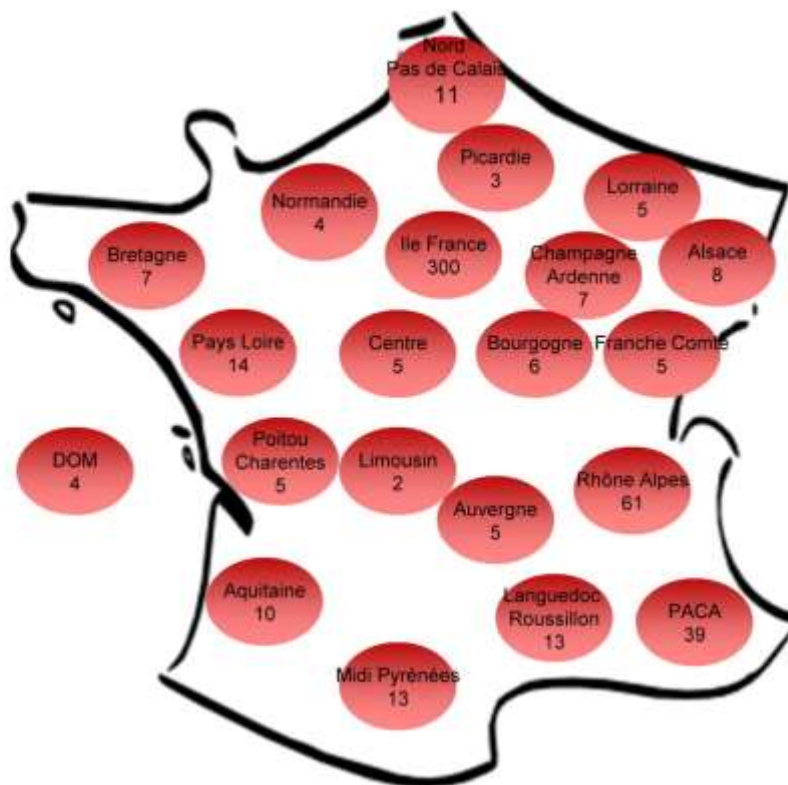 Nord
Pas de Calais
11
Picardie
3
Lorraine
5
Normandie
4
Ile France
300
Champagne
Ardenne
7
Alsace
8
Bretagne
7
Pays Loire
14
Centre
5
Bourgogne
6
Franche Comté
5
DOM
4
Poitou
Charentes
5
Limousin
2
Rhône Alpes
61
Auvergne
5
Aquitaine
10
Languedoc
Roussillon
13
PACA
39
Midi Pyrénées
13